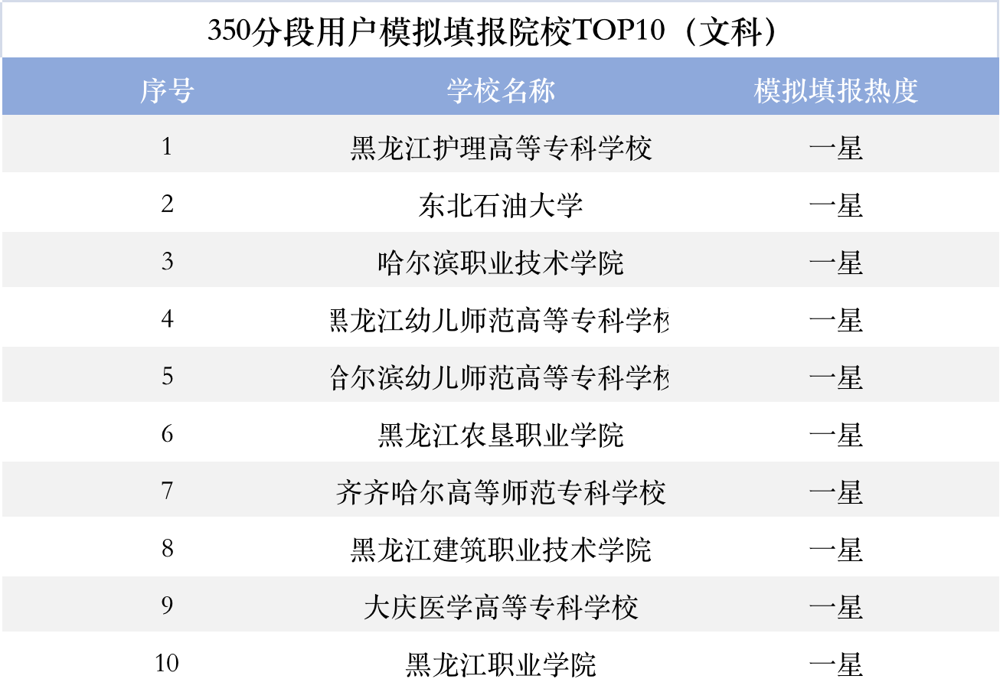 350分段用户模拟填报院校TOP10（文科）
序号 学校名称 模拟填报热度
1 黑龙江护理高等专科学校 一星
2 东北石油大学 一星
3 哈尔滨职业技术学院 一星
4 黑龙江幼儿师范高等专科学校 一星
5 哈尔滨幼儿师范高等专科学校 一星
6 黑龙江农垦职业学院 一星
7 齐齐哈尔高等师范专科学校 一星
8 黑龙江建筑职业技术学院 一星
9 大庆医学高等专科学校 一星
10 黑龙江职业学院 一星